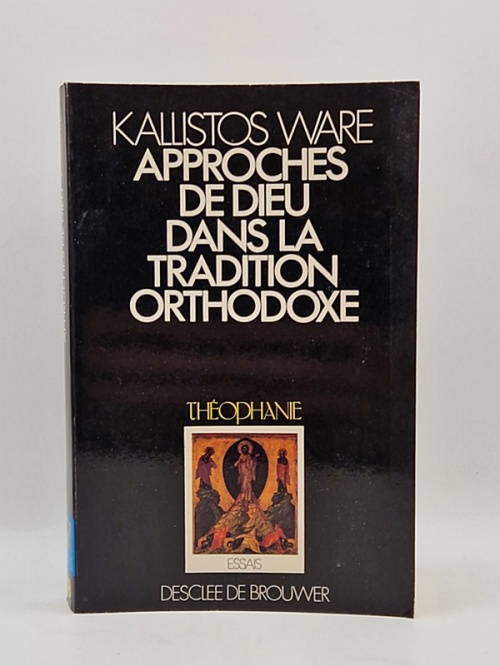 KALLISTOS WARE
APPROCHES
DE DIEU
DANS LA
TRADITION
ORTHODOXE
THÉOPHANIE
ESSAIS
DESCLEE DE BROUWER